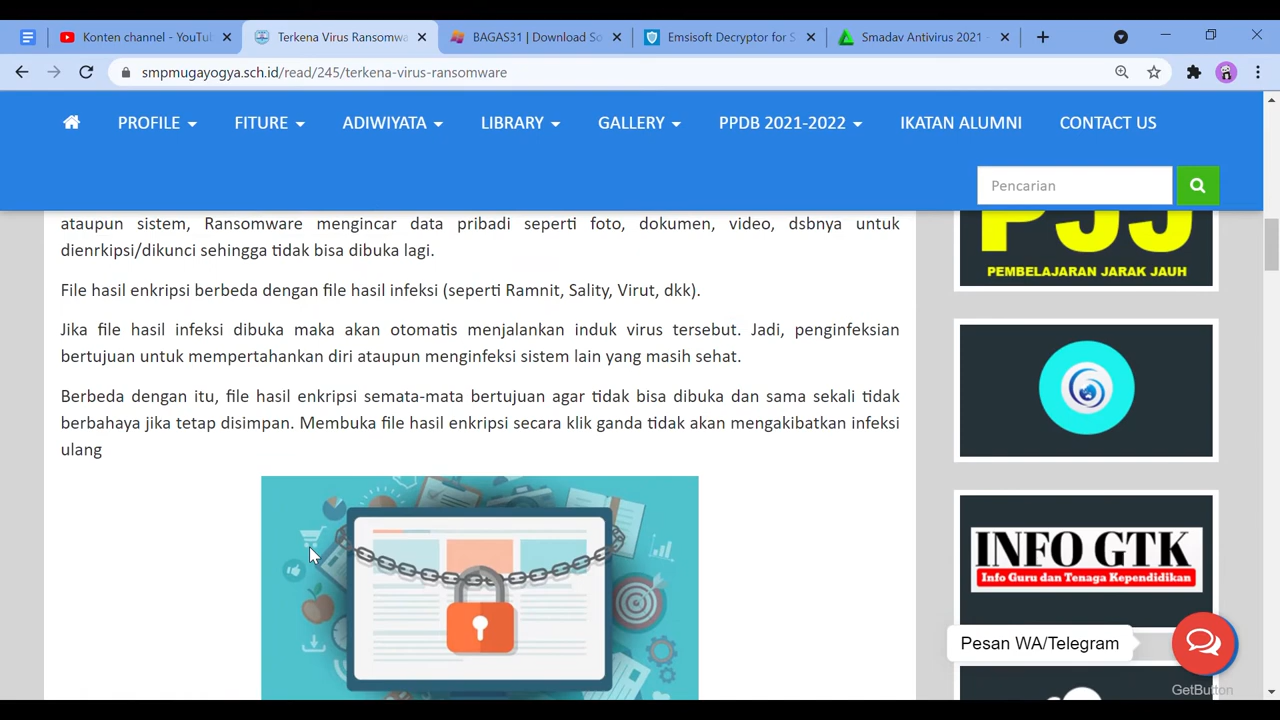 Konten channel - YouTu
Terkena Virus Ransomwa
BAGAS31 | Download So
Emsisoft Decryptor for S
Smadav Antivirus 2021 -
smpmugayogya.sch.id/read/245/terkena-virus-ransomware
PROFILE
FITURE
ADIWIYATA
LIBRARY
GALLERY
PPDB 2021-2022
IKATAN ALUMNI
CONTACT US
Pencarian
ataupun sistem, Ransomware mengincar data pribadi seperti foto, dokumen, video, dsbnya untuk
dienrkipsi/dikunci sehingga tidak bisa dibuka lagi.
File hasil enkripsi berbeda dengan file hasil infeksi (seperti Ramnit, Sality, Virut, dkk).
Jika file hasil infeksi dibuka maka akan otomatis menjalankan induk virus tersebut. Jadi, penginfeksian
bertujuan untuk mempertahankan diri ataupun menginfeksi sistem lain yang masih sehat.
Berbeda dengan itu, file hasil enkripsi semata-mata bertujuan agar tidak bisa dibuka dan sama sekali tidak
berbahaya jika tetap disimpan. Membuka file hasil enkripsi secara klik ganda tidak akan mengakibatkan infeksi
ulang
PJJ
PEMBELAJARAN JARAK JAUH
INFO GTK
Info Guru dan Tenaga Kependidikan
Pesan WA/Telegram
GetButton